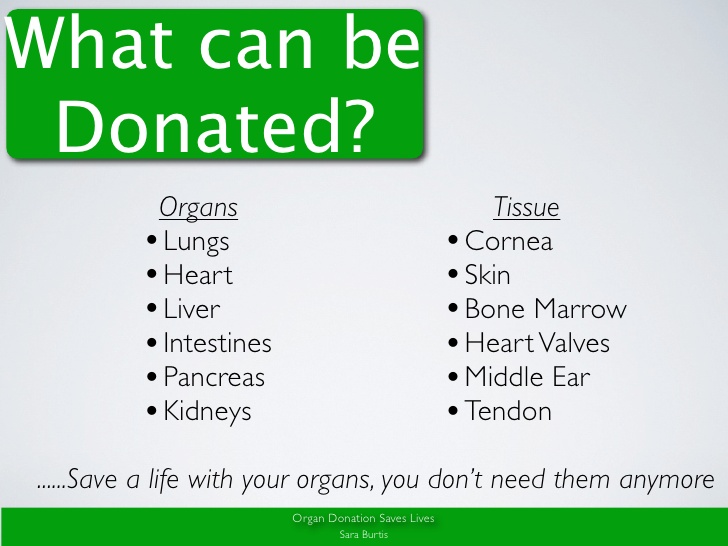 What can be
Donated?
Organs
• Lungs
• Heart
• Liver
• Intestines
• Pancreas
• Kidneys
Tissue
• Cornea
• Skin
• Bone Marrow
• Heart Valves
• Middle Ear
• Tendon
......Save a life with your organs, you don't need them anymore
Organ Donation Saves Lives
Sara Burtis